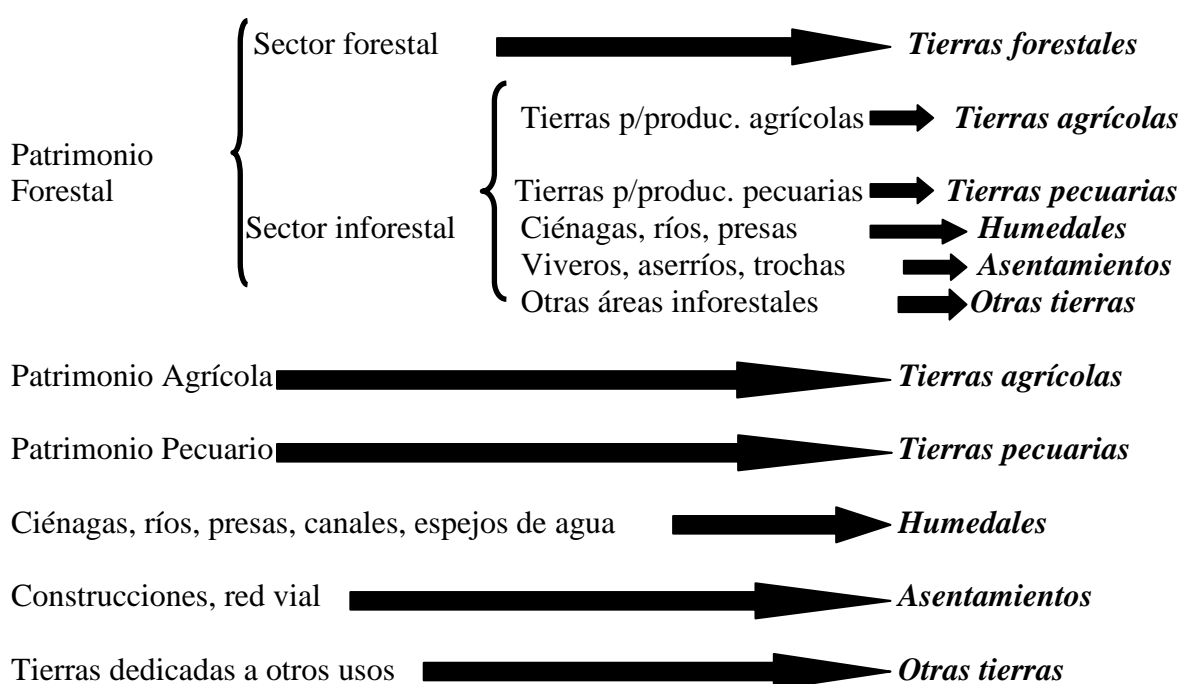 Sector forestal Tierras forestales
Tierras p/produc. agrícolas Tierras agrícolas
Patrimonio
Forestal
Tierras p/produc. pecuarias Tierras pecuarias
Sector inforestal Ciénagas, ríos, presas Humedales
Viveros, aserríos, trochas Asentamientos
Otras áreas inforestales Otras tierras
Patrimonio Agrícola Tierras agrícolas
Patrimonio Pecuario Tierras pecuarias
Ciénagas, ríos, presas, canales, espejos de agua Humedales
Construcciones, red vial Asentamientos
Tierras dedicadas a otros usos Otras tierras